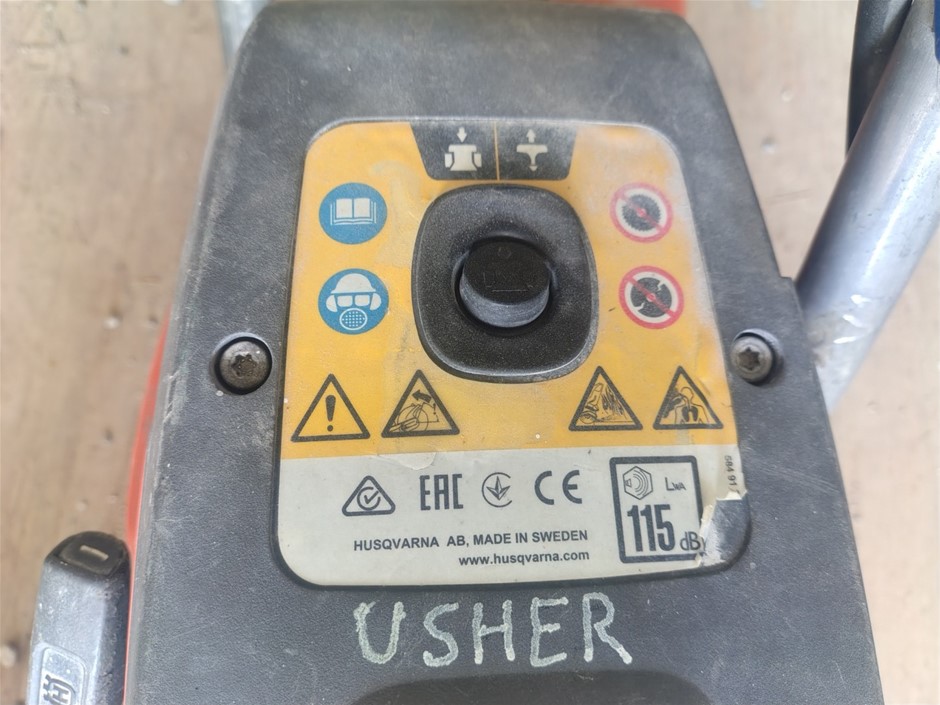 EAC CE
LWA
115 dB
HUSQVARNA AB, MADE IN SWEDEN
www.husqvarna.com
USHER